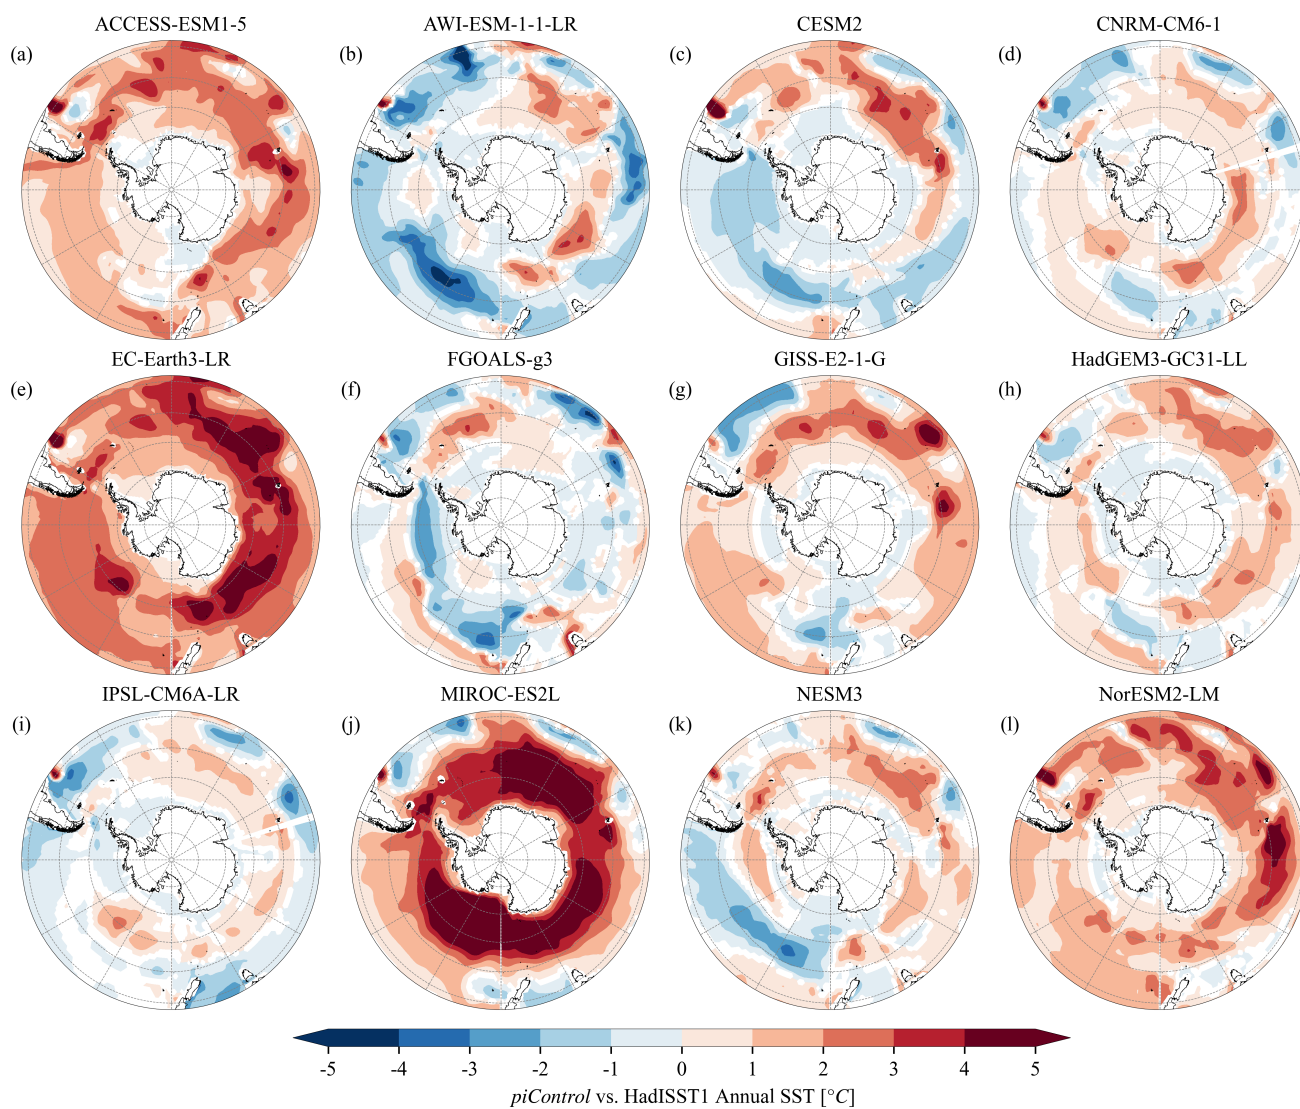 ACCESS-ESM1-5 AWI-ESM-1-1-LR CESM2 CNRM-CM6-1
(a) (b) (c) (d)
EC-Earth3-LR FGOALS-g3 GISS-E2-1-G HadGEM3-GC31-LL
(e) (f) (g) (h)
IPSL-CM6A-LR MIROC-ES2L NESM3 NorESM2-LM
(i) (j) (k) (l)
-5 -4 -3 -2 -1 0 1 2 3 4 5
piControl vs. HadISST1 Annual SST [°C]